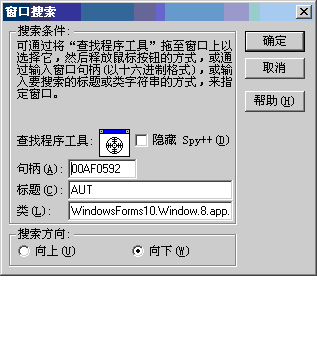 窗口搜索
搜索条件:
可通过将“查找程序工具”拖至窗口上以
选择它，然后释放鼠标按钮的方式，或通
过输入窗口句柄(以十六进制格式)，或输
入要搜索的标题或类字符串的方式，来指
定窗口。
确定
取消
帮助(H)
查找程序工具:
隐藏 Spy++(D)
句柄(A): 00AF0592
标题(C): AUT
类(L): WindowsForms10.Window.8.app.
搜索方向:
向上(U) 向下(W)